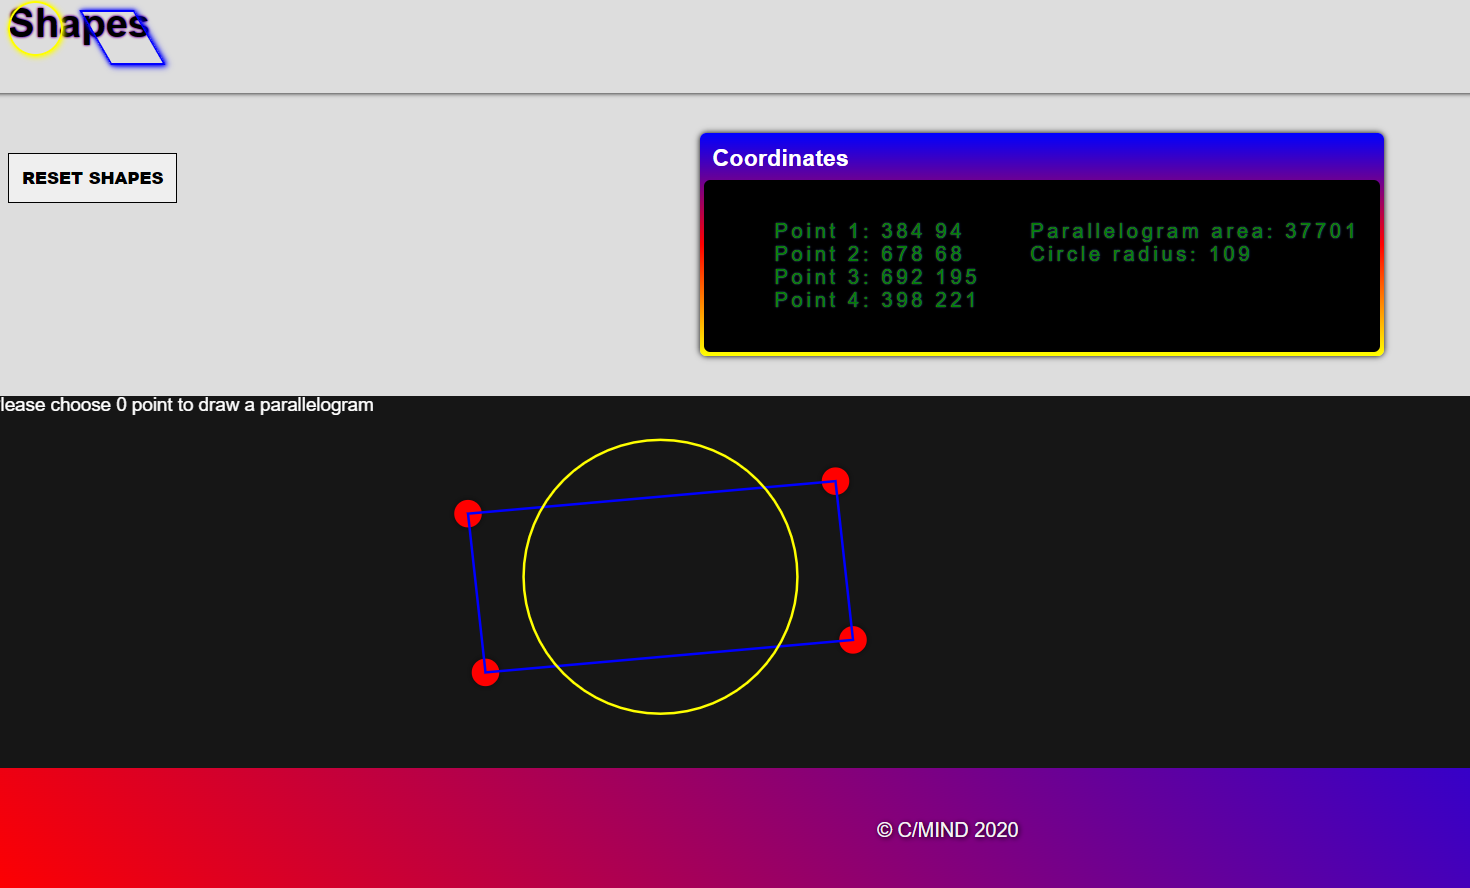 Shapes
RESET SHAPES
Coordinates
Point 1: 384 94
Point 2: 678 68
Point 3: 692 195
Point 4: 398 221
Parallelogram area: 37701
Circle radius: 109
lease choose 0 point to draw a parallelogram
© C/MIND 2020